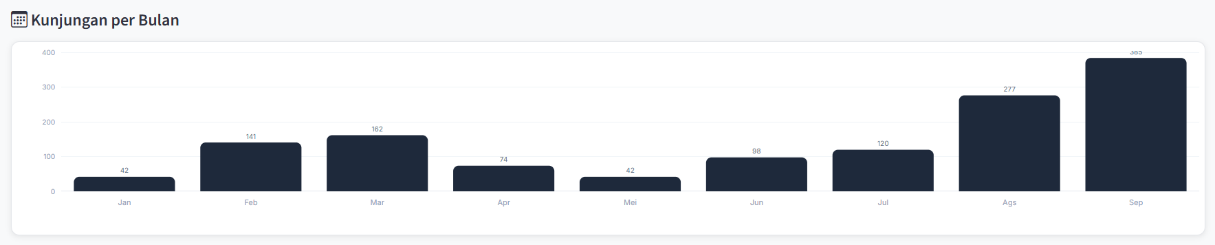 Kunjungan per Bulan
400
300
200
100
0
42
141
162
74
42
98
120
277
Jan
Feb
Mar
Apr
Mei
Jun
Jul
Ags
Sep